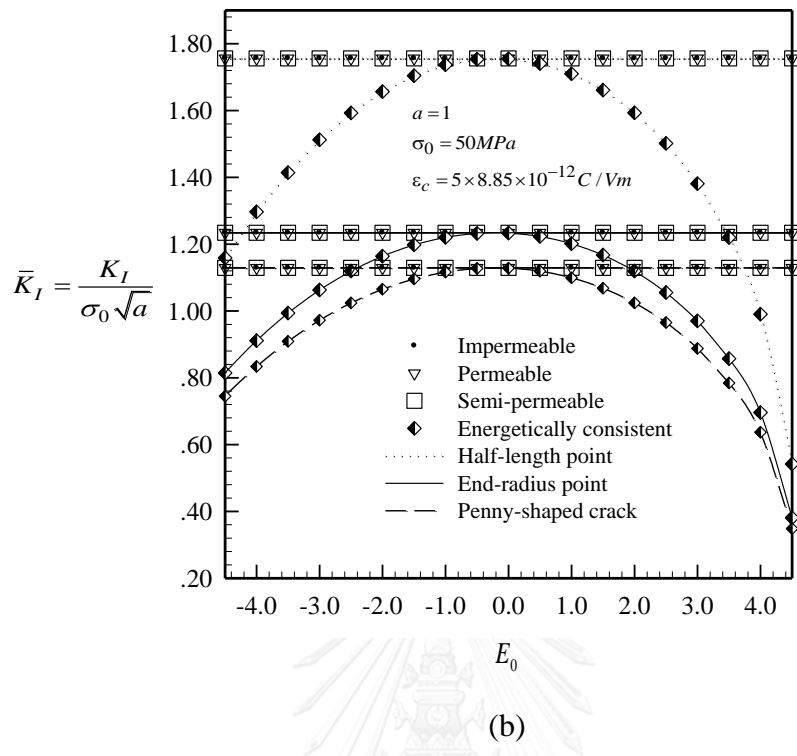 1.80
1.60
1.40
1.20
1.00
.80
.60
.40
.20
-4.0 -3.0 -2.0 -1.0 0.0 1.0 2.0 3.0 4.0
a = 1
σ₀ = 50MPa
ε_c = 5×8.85×10⁻¹² C / Vm
K̄_I = K_I / σ₀√a
Impermeable
Permeable
Semi-permeable
Energetically consistent
Half-length point
End-radius point
Penny-shaped crack
E₀
(b)